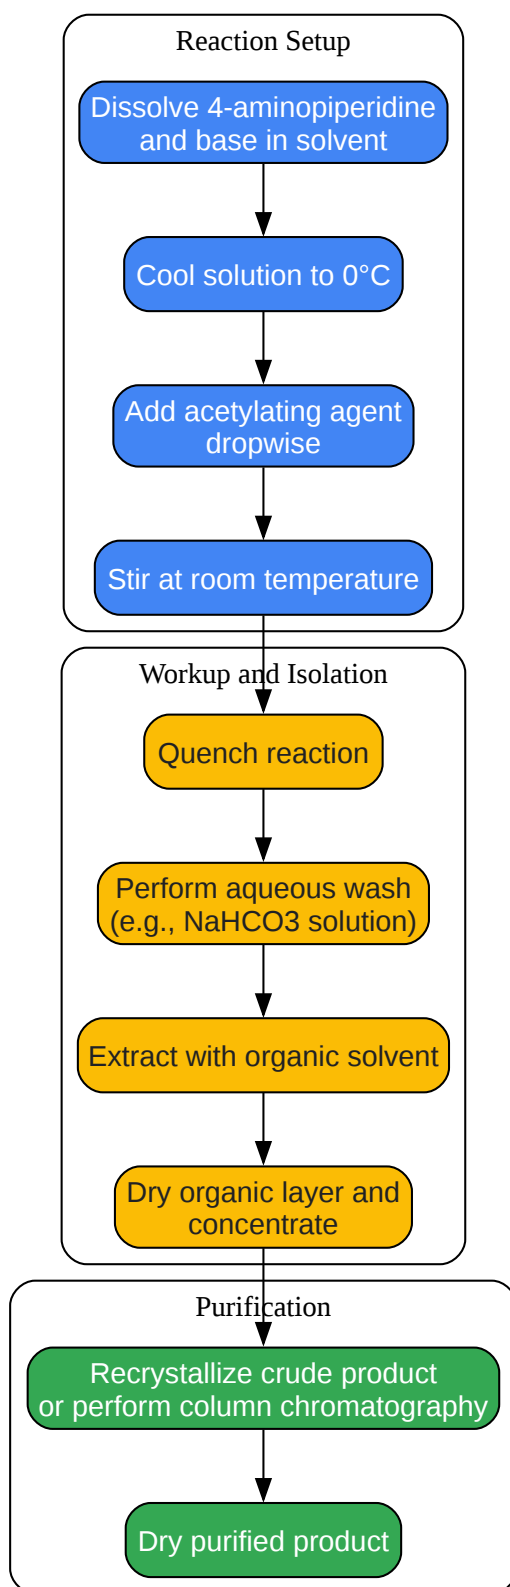 Reaction Setup
Dissolve 4-aminopiperidine
and base in solvent
Cool solution to 0°C
Add acetylating agent
dropwise
Stir at room temperature
Workup and Isolation
Quench reaction
Perform aqueous wash
(e.g., NaHCO3 solution)
Extract with organic solvent
Dry organic layer and
concentrate
Purification
Recrystallize crude product
or perform column chromatography
Dry purified product